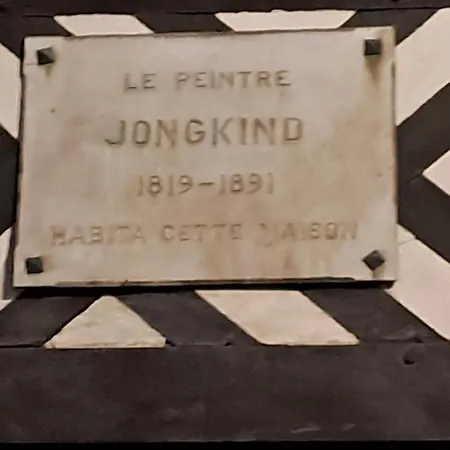 LE PEINTRE
JONGKIND
1819-1891
HABITA CETTE MAISON